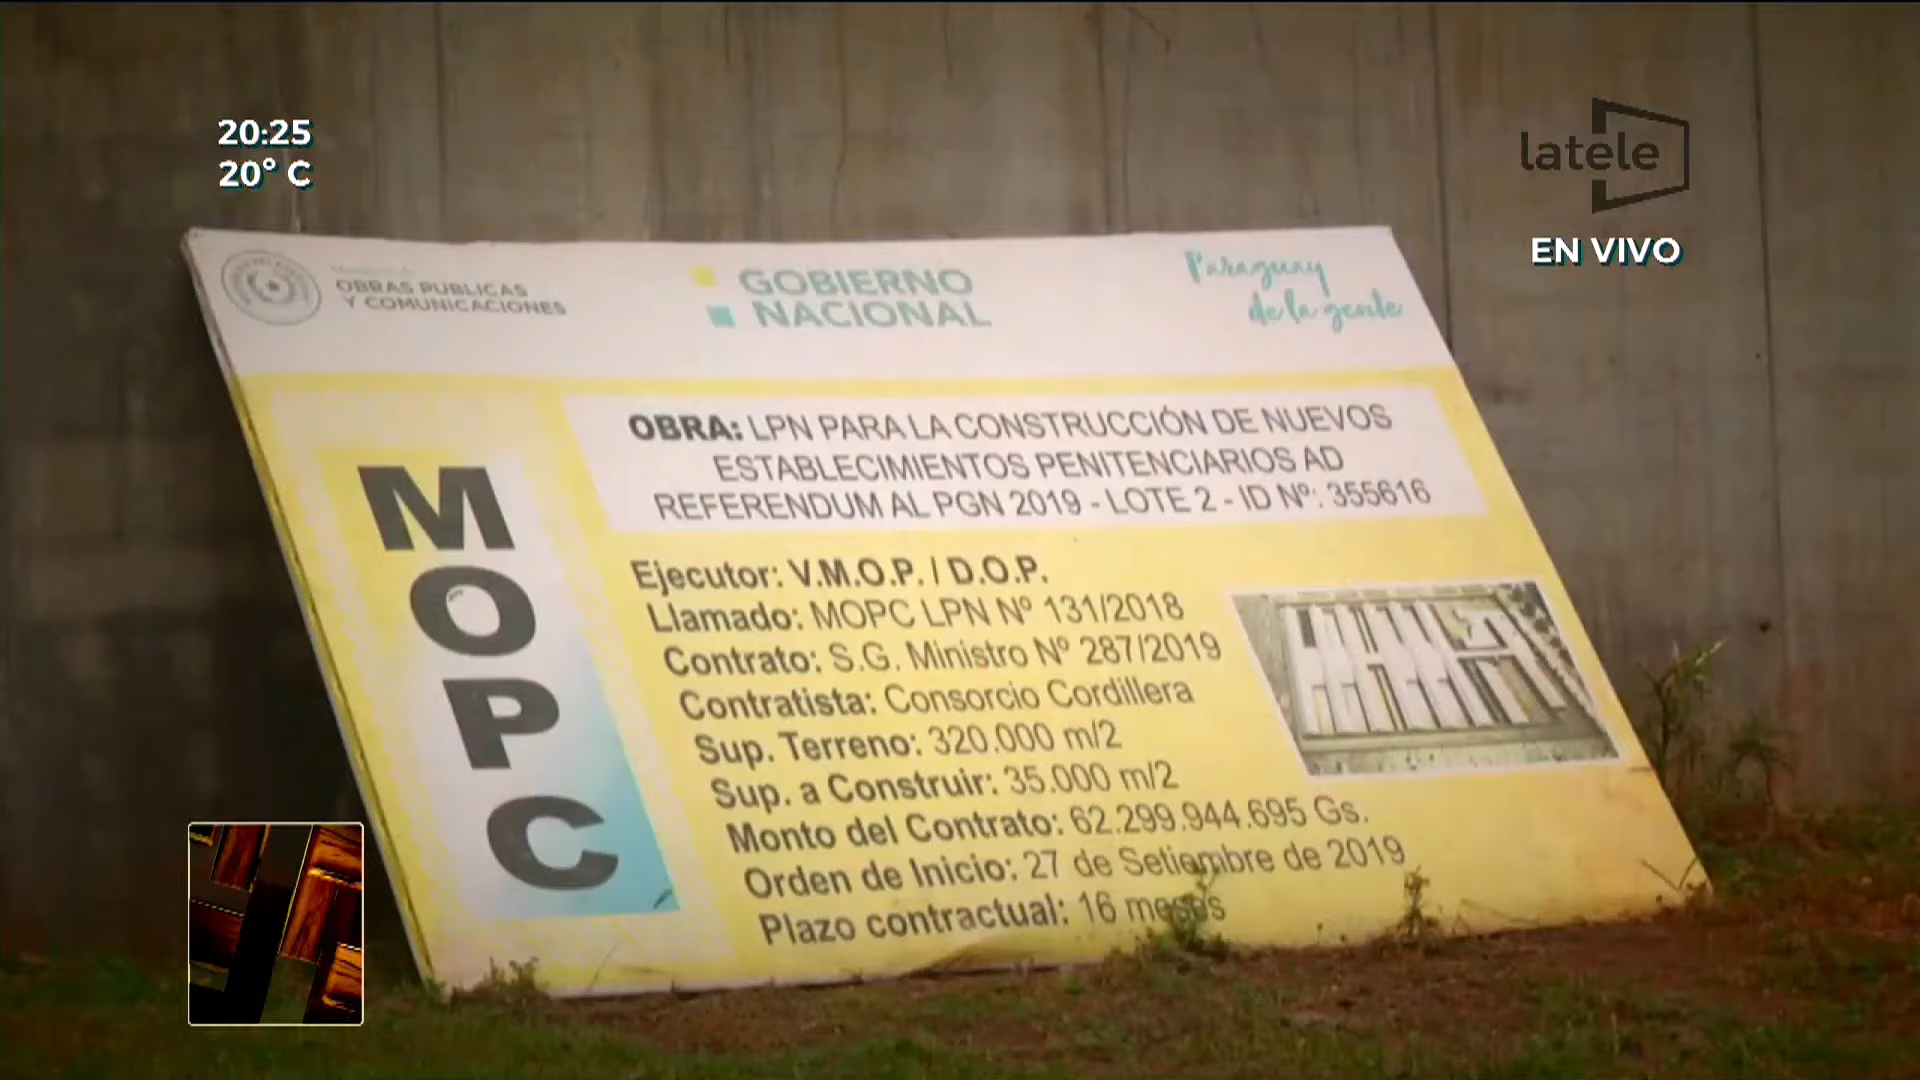 20:25
20° C
latele
EN VIVO
OBRAS PUBLICAS
Y COMUNICACIONES
GOBIERNO
NACIONAL
Paraguay
de la gente
OBRA: LPN PARA LA CONSTRUCCIÓN DE NUEVOS
ESTABLECIMIENTOS PENITENCIARIOS AD
REFERENDUM AL PGN 2019 - LOTE 2 - ID Nº: 355616
MOPC
Ejecutor: V.M.O.P. / D.O.P.
Llamado: MOPC LPN Nº 131/2018
Contrato: S.G. Ministro Nº 287/2019
Contratista: Consorcio Cordillera
Sup. Terreno: 320.000 m/2
Sup. a Construir: 35.000 m/2
Monto del Contrato: 62.299.944.695 Gs.
Orden de Inicio: 27 de Setiembre de 2019
Plazo contractual: 16 meses